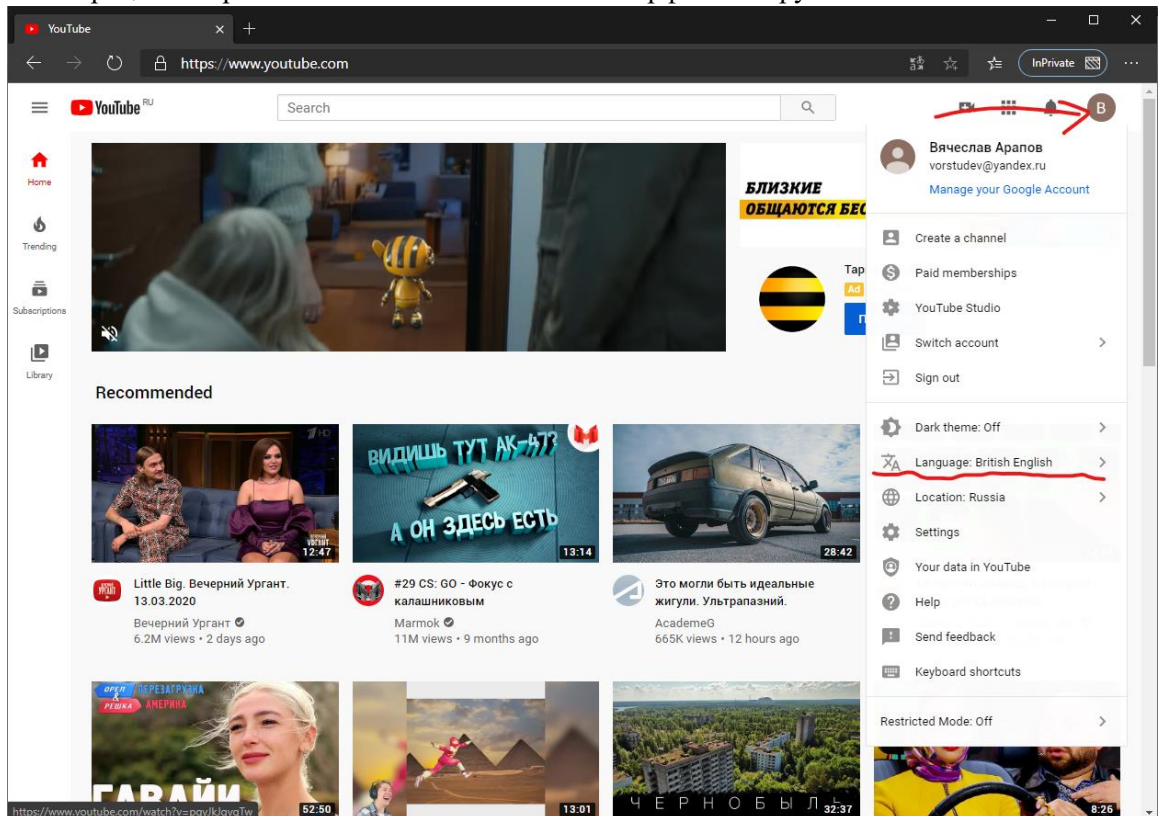 YouTube
https://www.youtube.com
InPrivate
YouTube RU
Search
B
Home
Trending
Subscriptions
Library
БЛИЗКИЕ
ОБЩАЮТСЯ БЕС
Тар
Ad
П
Вячеслав Арапов
vorstudev@yandex.ru
Manage your Google Account
Create a channel
Paid memberships
YouTube Studio
Switch account
Sign out
Dark theme: Off
Language: British English
Location: Russia
Settings
Your data in YouTube
Help
Send feedback
Keyboard shortcuts
Restricted Mode: Off
Recommended
HD
12:47
ВИДИШЬ ТУТ АК-47?
А ОН ЗДЕСЬ ЕСТЬ
13:14
28:42
Little Big. Вечерний Ургант.
13.03.2020
Вечерний Ургант
6.2M views • 2 days ago
#29 CS: GO - Фокус с
калашниковым
Marmok
11M views • 9 months ago
Это могли быть идеальные
жигули. Ультрапазний.
AcademeG
665K views • 12 hours ago
ОРЕЛ & РЕШКА
ПЕРЕЗАГРУЗКА
АМЕРИКА
ГАВАЙИ
52:50
13:01
ЧЕРНОБЫЛЬ
32:37
8:26